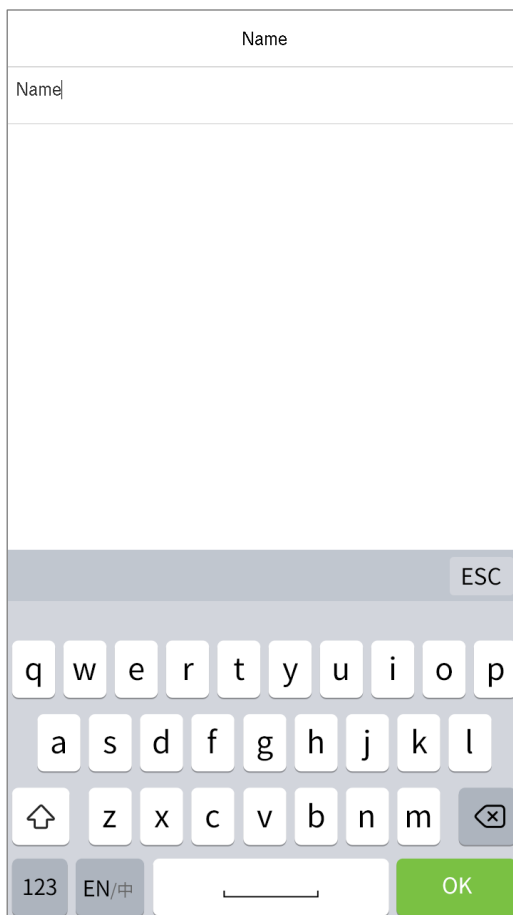 Name
Name
ESC
q w e r t y u i o p
a s d f g h j k l
z x c v b n m
123 EN/中 OK